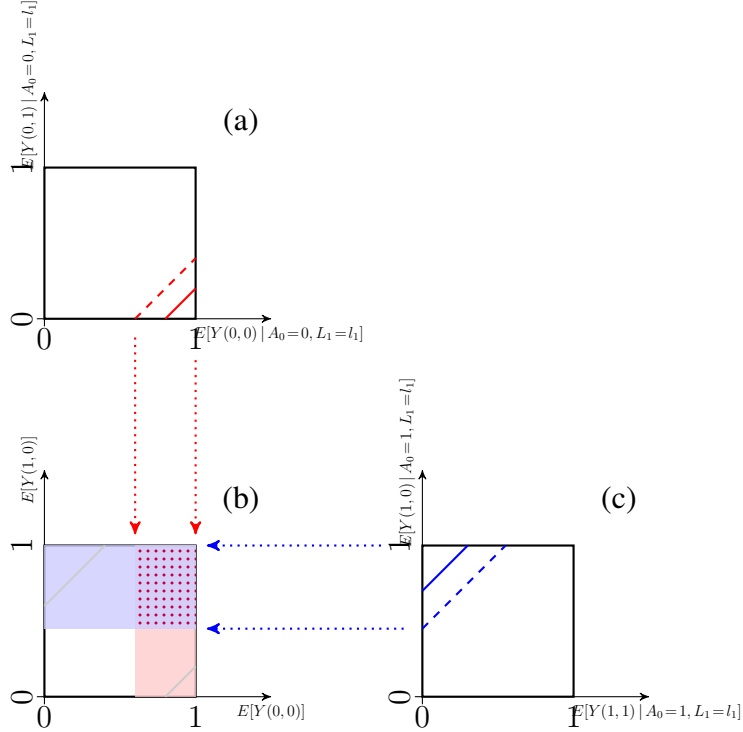 E[Y(0,1) | A_0=0, L_1=l_1]
(a)
1
0
0
1
E[Y(0,0) | A_0=0, L_1=l_1]
E[Y(1,0)]
(b)
1
0
0
1
E[Y(0,0)]
E[Y(1,0) | A_0=1, L_1=l_1]
(c)
1
0
0
1
E[Y(1,1) | A_0=1, L_1=l_1]